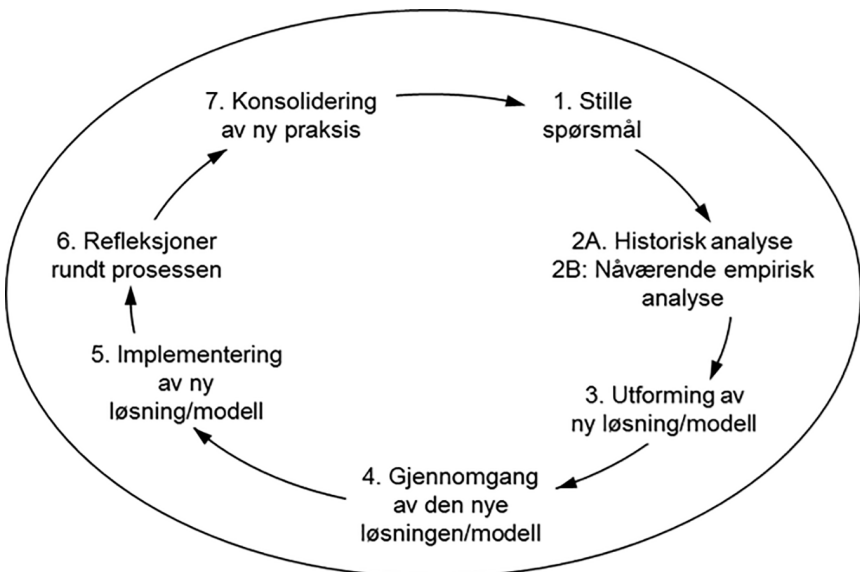 1. Stille
spørsmål
2A. Historisk analyse
2B: Nåværende empirisk
analyse
3. Utforming av
ny løsning/modell
4. Gjennomgang
av den nye
løsningen/modell
5. Implementering
av ny
løsning/modell
6. Refleksjoner
rundt prosessen
7. Konsolidering
av ny praksis